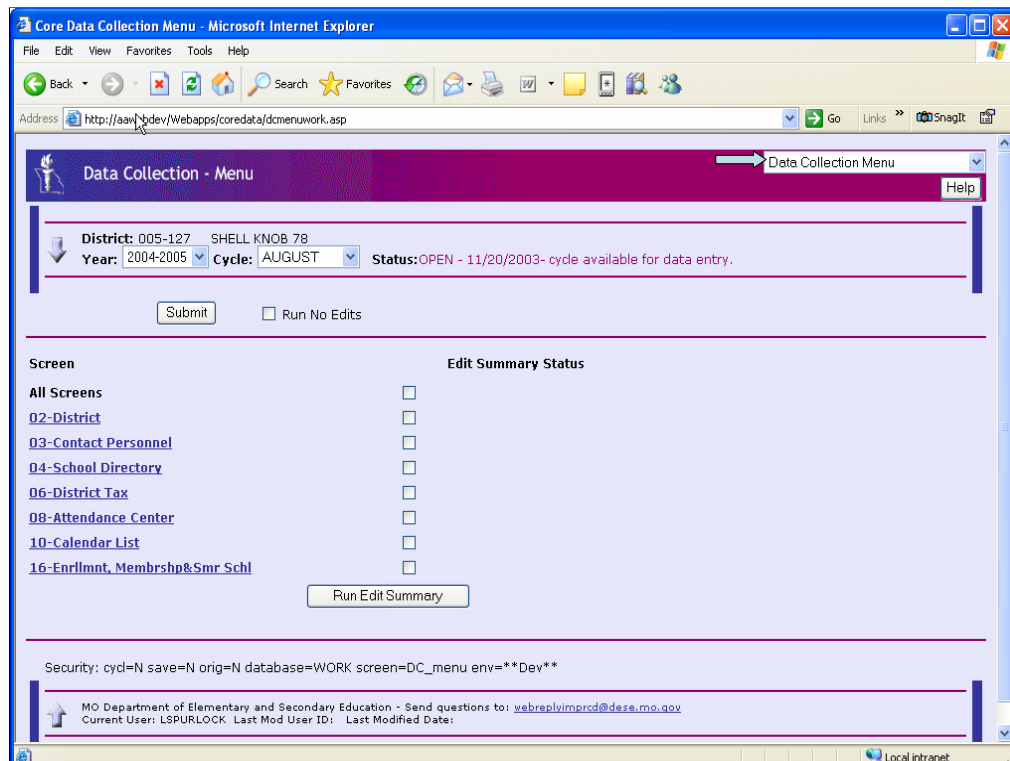 Core Data Collection Menu - Microsoft Internet Explorer
File Edit View Favorites Tools Help
Back Search Favorites
Address http://aaw bdev/Webapps/coredata/dcmenuwork.asp Go Links » SnagIt
Data Collection - Menu
Data Collection Menu
Help
District: 005-127 SHELL KNOB 78
Year: 2004-2005 Cycle: AUGUST Status:OPEN - 11/20/2003- cycle available for data entry.
Submit Run No Edits
Screen Edit Summary Status
All Screens
02-District
03-Contact Personnel
04-School Directory
06-District Tax
08-Attendance Center
10-Calendar List
16-Enrllmnt, Membrshp&Smr Schl
Run Edit Summary
Security: cycl=N save=N orig=N database=WORK screen=DC_menu env=**Dev**
MO Department of Elementary and Secondary Education - Send questions to: webreplyimprcd@dese.mo.gov
Current User: LSPURLOCK Last Mod User ID: Last Modified Date:
Local intranet